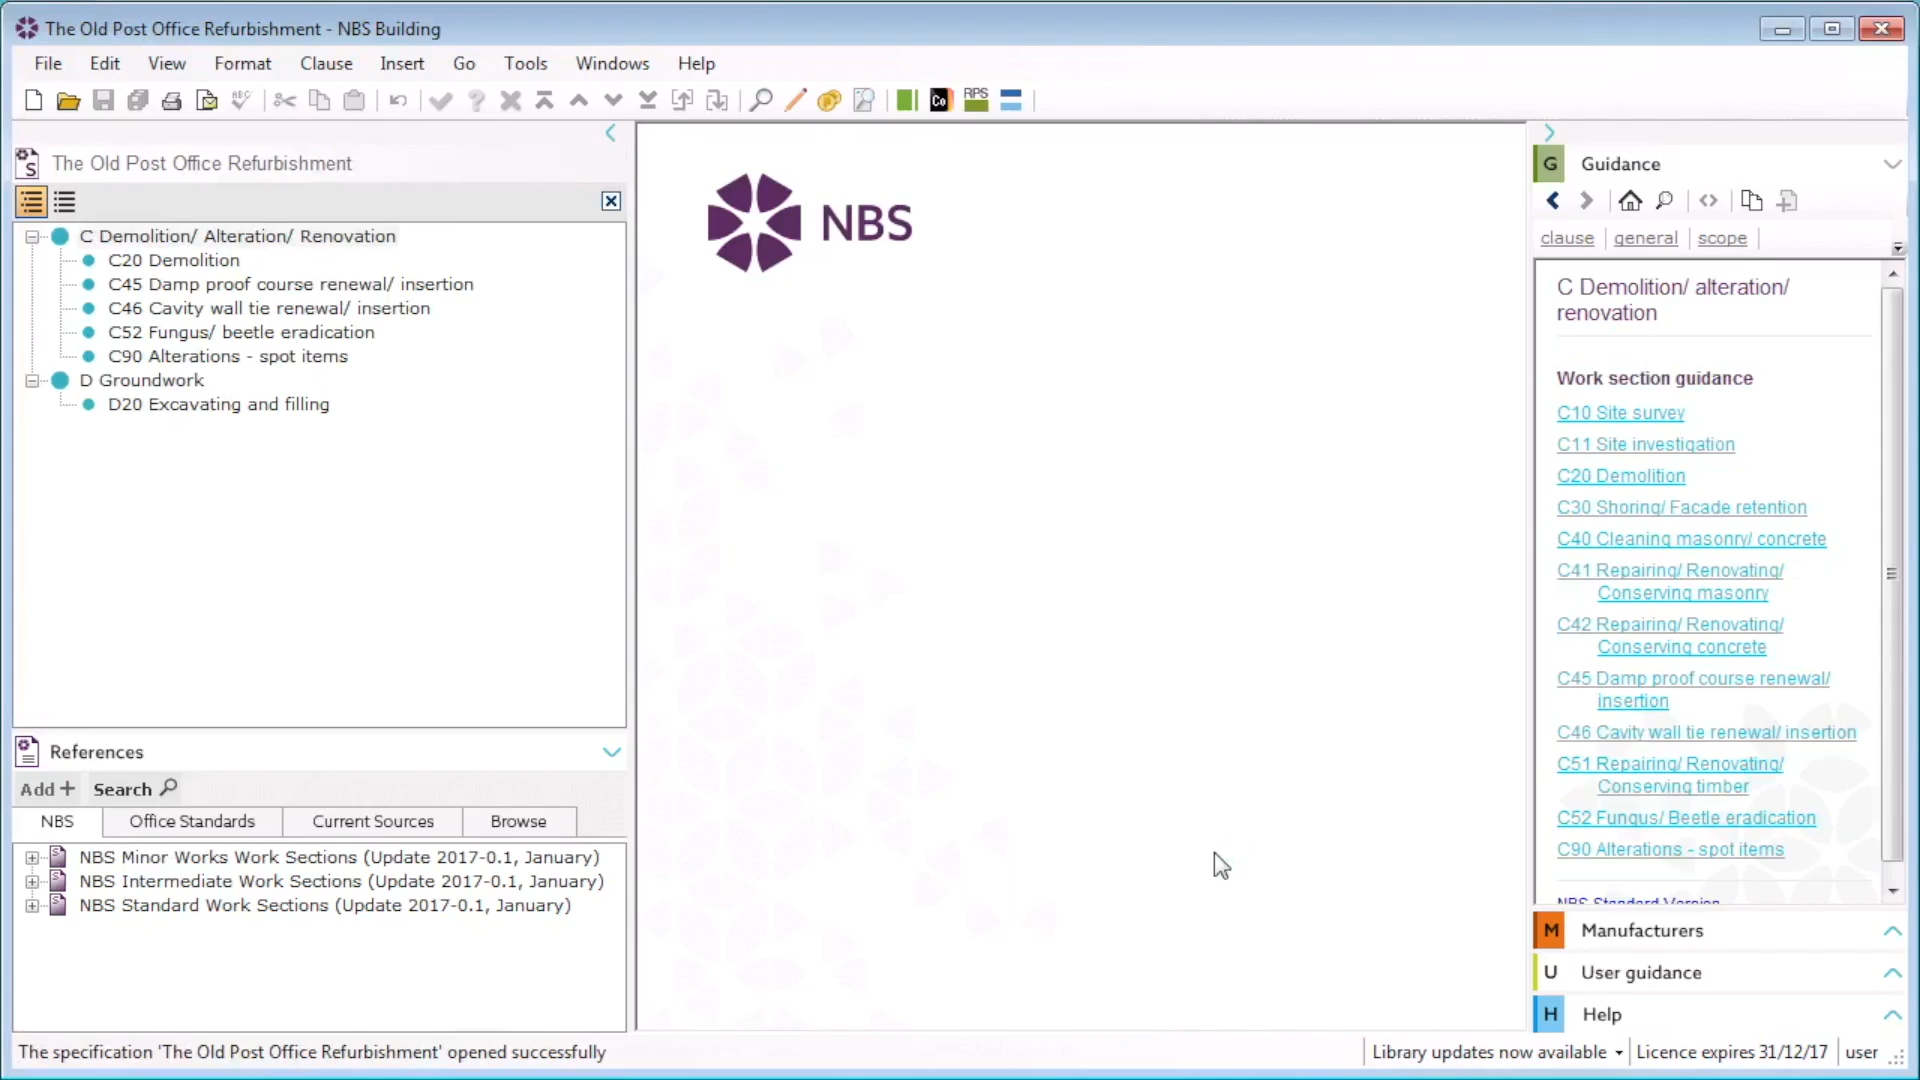 The Old Post Office Refurbishment - NBS Building
File Edit View Format Clause Insert Go Tools Windows Help
ABC ? Co RPS
S The Old Post Office Refurbishment
C Demolition/ Alteration/ Renovation
C20 Demolition
C45 Damp proof course renewal/ insertion
C46 Cavity wall tie renewal/ insertion
C52 Fungus/ beetle eradication
C90 Alterations - spot items
D Groundwork
D20 Excavating and filling
References
Add + Search
NBS Office Standards Current Sources Browse
NBS Minor Works Work Sections (Update 2017-0.1, January)
NBS Intermediate Work Sections (Update 2017-0.1, January)
NBS Standard Work Sections (Update 2017-0.1, January)
NBS
G Guidance
clause general scope
C Demolition/ alteration/
renovation
Work section guidance
C10 Site survey
C11 Site investigation
C20 Demolition
C30 Shoring/ Facade retention
C40 Cleaning masonry/ concrete
C41 Repairing/ Renovating/
Conserving masonry
C42 Repairing/ Renovating/
Conserving concrete
C45 Damp proof course renewal/
insertion
C46 Cavity wall tie renewal/ insertion
C51 Repairing/ Renovating/
Conserving timber
C52 Fungus/ Beetle eradication
C90 Alterations - spot items
NBS Standard Version
M Manufacturers
U User guidance
H Help
The specification 'The Old Post Office Refurbishment' opened successfully
Library updates now available Licence expires 31/12/17 user